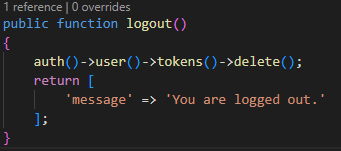 1 reference | 0 overrides
public function logout()
{
    auth()->user()->tokens()->delete();
    return [
        'message' => 'You are logged out.'
    ];
}